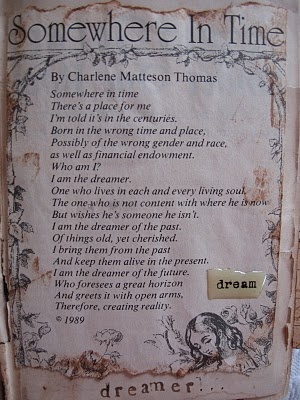 Somewhere In Time
By Charlene Matteson Thomas
Somewhere in time
There's a place for me
I'm told it's in the centuries.
Born in the wrong time and place,
Possibly of the wrong gender and race,
as well as financial endowment.
Who am I?
I am the dreamer.
One who lives in each and every living soul,
The one who is not content with where he is now
But wishes he's someone he isn't.
I am the dreamer of the past.
Of things old, yet cherished.
I bring them from the past
And keep them alive in the present.
I am the dreamer of the future.
Who foresees a great horizon
And greets it with open arms,
Therefore, creating reality.
© 1989
dream
dreamer...